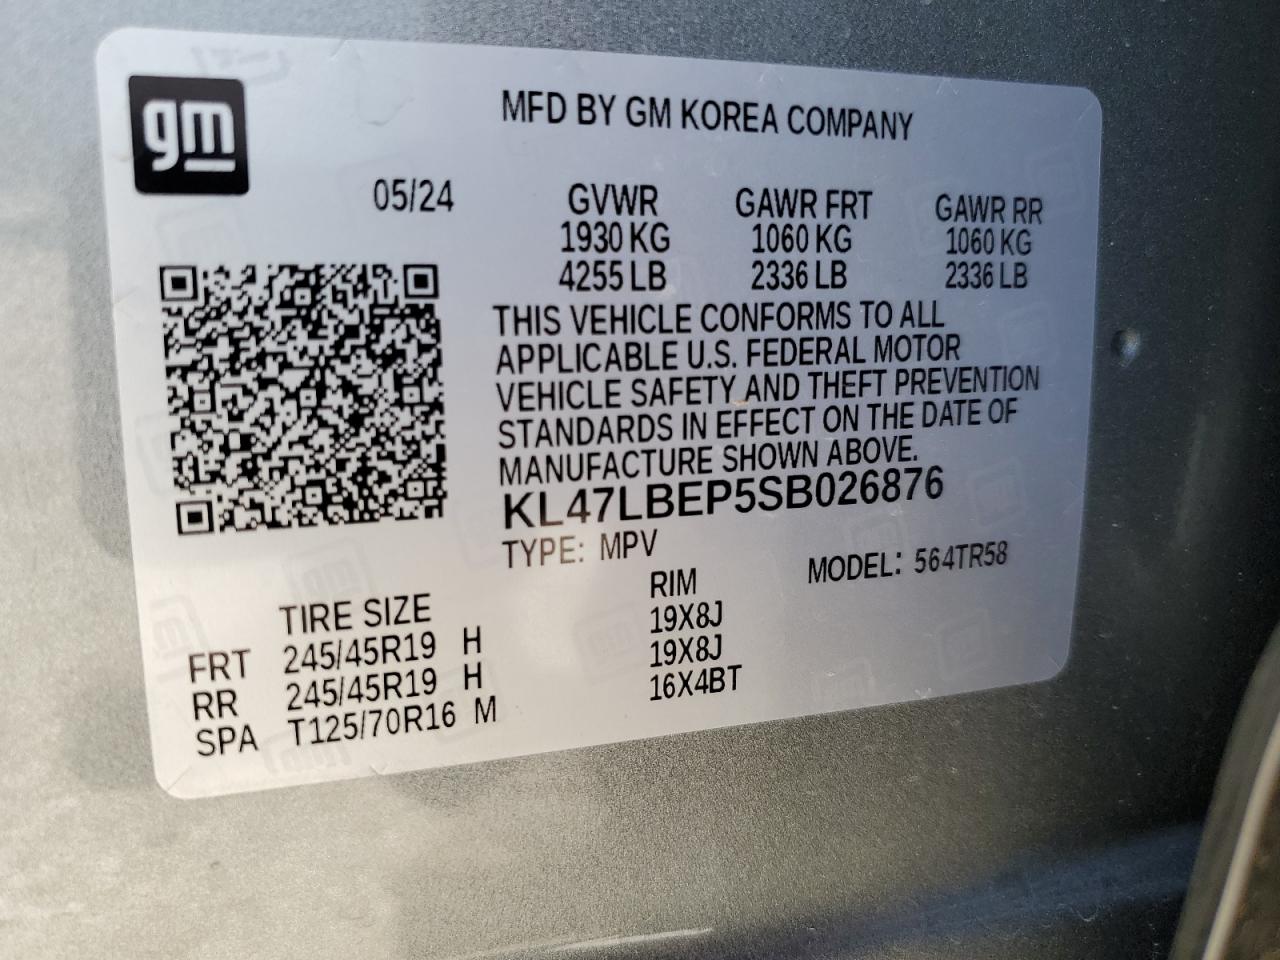 gm
MFD BY GM KOREA COMPANY
05/24 GVWR GAWR FRT GAWR RR
1930 KG 1060 KG 1060 KG
4255 LB 2336 LB 2336 LB
THIS VEHICLE CONFORMS TO ALL
APPLICABLE U.S. FEDERAL MOTOR
VEHICLE SAFETY AND THEFT PREVENTION
STANDARDS IN EFFECT ON THE DATE OF
MANUFACTURE SHOWN ABOVE.
KL47LBEP5SB026876
TYPE: MPV MODEL: 564TR58
TIRE SIZE RIM
FRT 245/45R19 H 19X8J
RR 245/45R19 H 19X8J
SPA T125/70R16 M 16X4BT